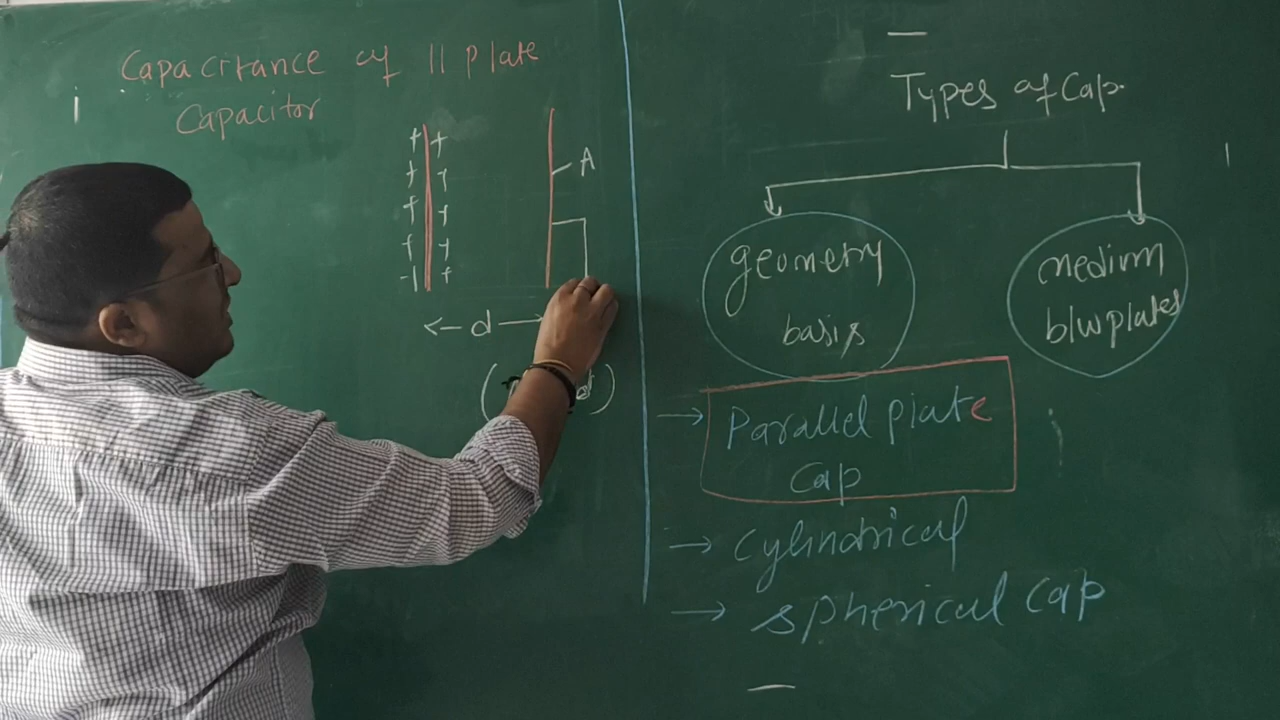 Capacitance of || Plate
Capacitor
+ +
+ +
+ +
+ +
+ +
A
<- d ->
Types of Cap.
geometry
basis
medium
b/w plates
→ Parallel plate
Cap
→ Cylindrical
→ spherical cap